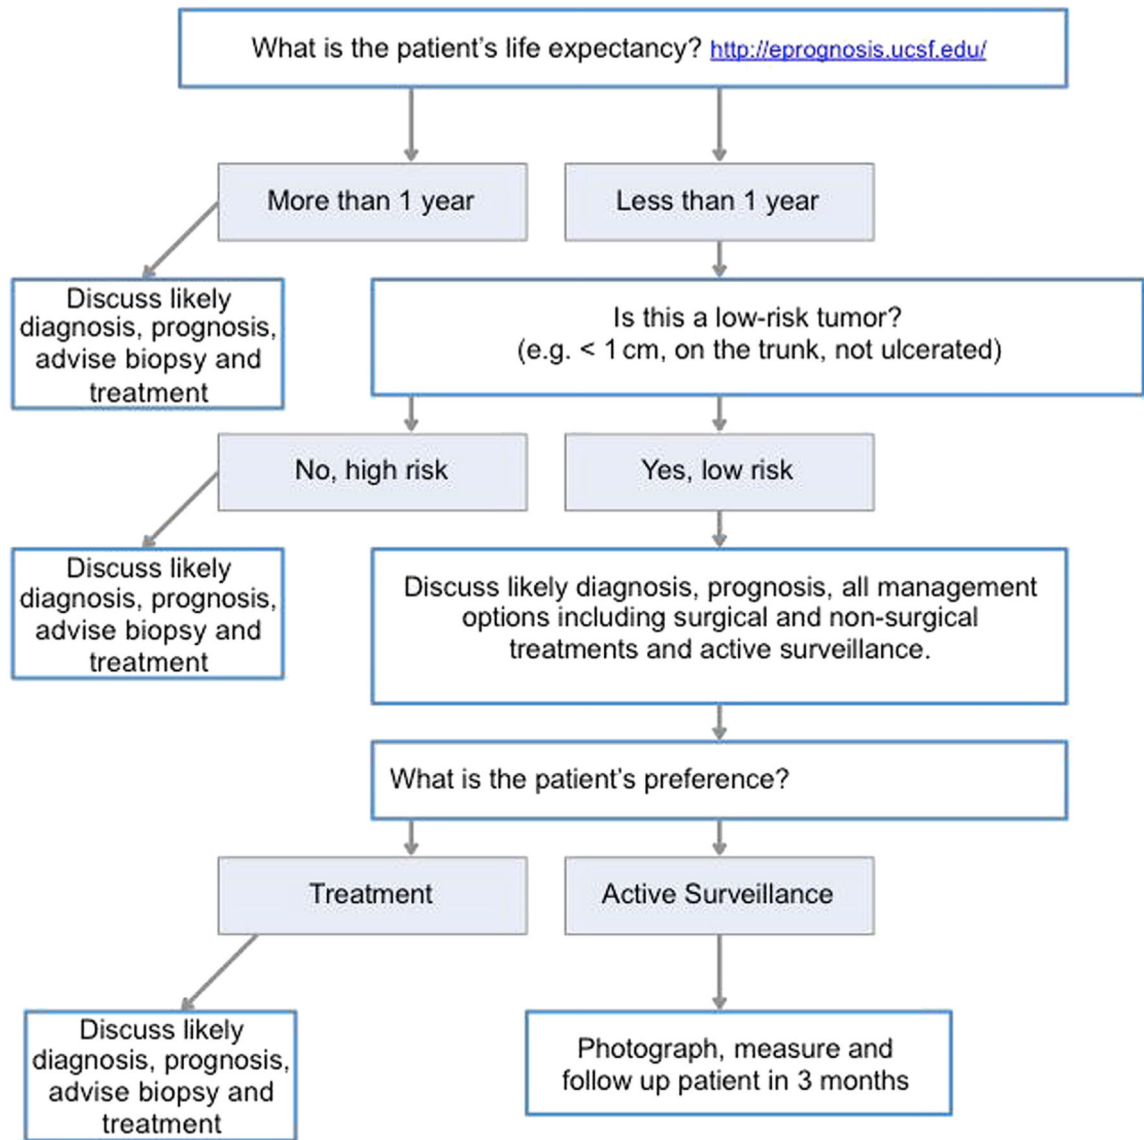 What is the patient’s life expectancy? http://eprognosis.ucsf.edu/
More than 1 year
Less than 1 year
Discuss likely
diagnosis, prognosis,
advise biopsy and
treatment
Is this a low-risk tumor?
(e.g. < 1 cm, on the trunk, not ulcerated)
No, high risk
Yes, low risk
Discuss likely
diagnosis, prognosis,
advise biopsy and
treatment
Discuss likely diagnosis, prognosis, all management
options including surgical and non-surgical
treatments and active surveillance.
What is the patient’s preference?
Treatment
Active Surveillance
Discuss likely
diagnosis, prognosis,
advise biopsy and
treatment
Photograph, measure and
follow up patient in 3 months